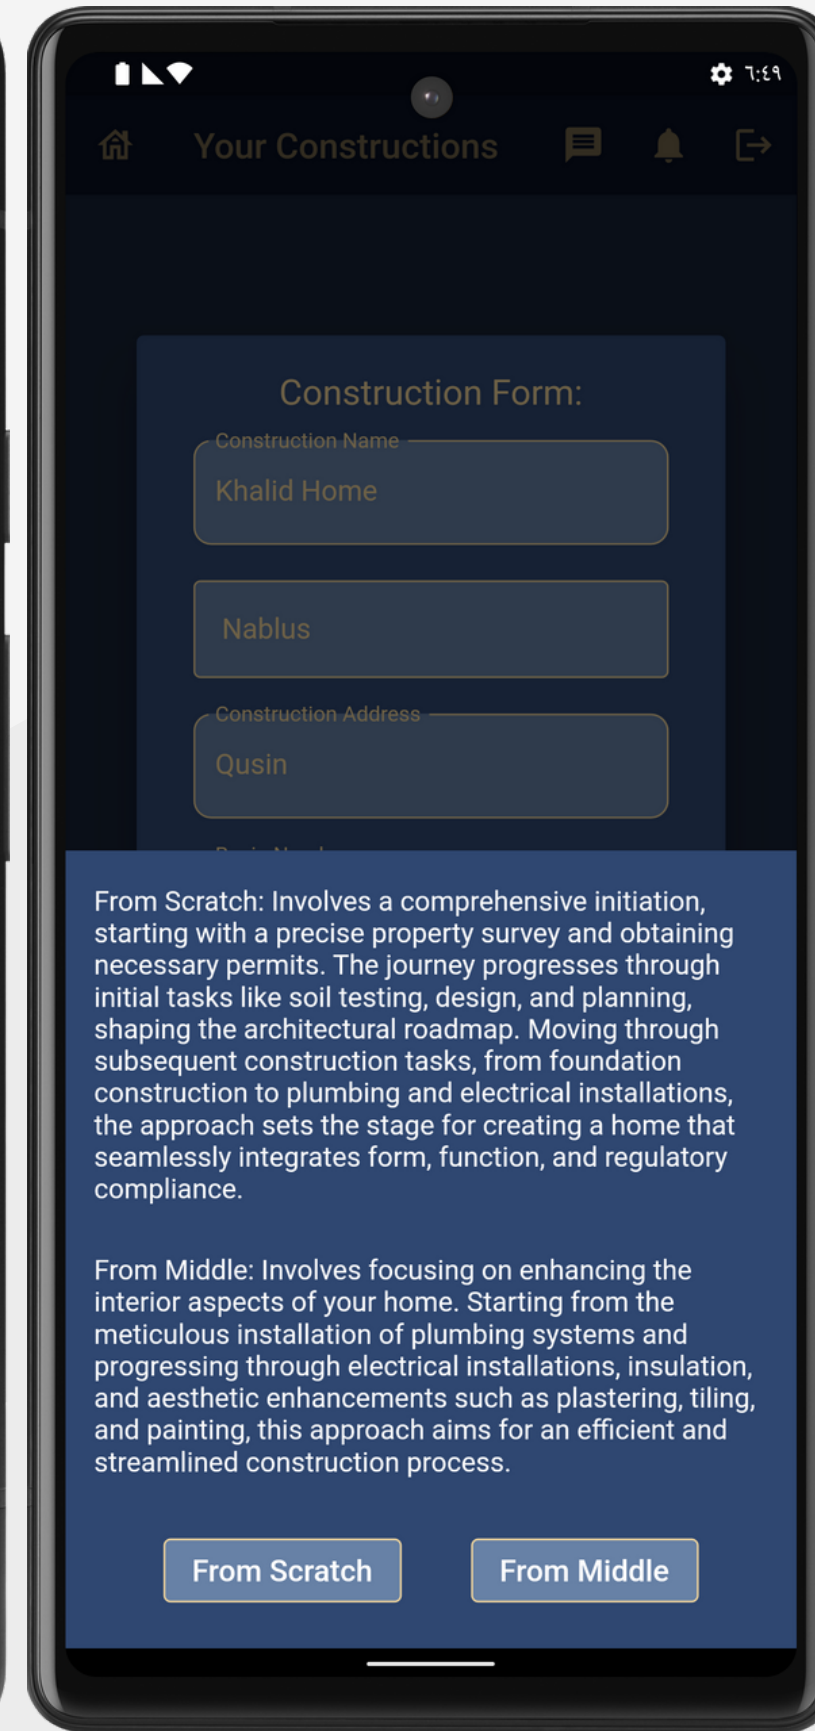 ٦:٤٩
Your Constructions
Construction Form:
Construction Name
Khalid Home
Nablus
Construction Address
Qusin
From Scratch: Involves a comprehensive initiation,
starting with a precise property survey and obtaining
necessary permits. The journey progresses through
initial tasks like soil testing, design, and planning,
shaping the architectural roadmap. Moving through
subsequent construction tasks, from foundation
construction to plumbing and electrical installations,
the approach sets the stage for creating a home that
seamlessly integrates form, function, and regulatory
compliance.
From Middle: Involves focusing on enhancing the
interior aspects of your home. Starting from the
meticulous installation of plumbing systems and
progressing through electrical installations, insulation,
and aesthetic enhancements such as plastering, tiling,
and painting, this approach aims for an efficient and
streamlined construction process.
From Scratch
From Middle